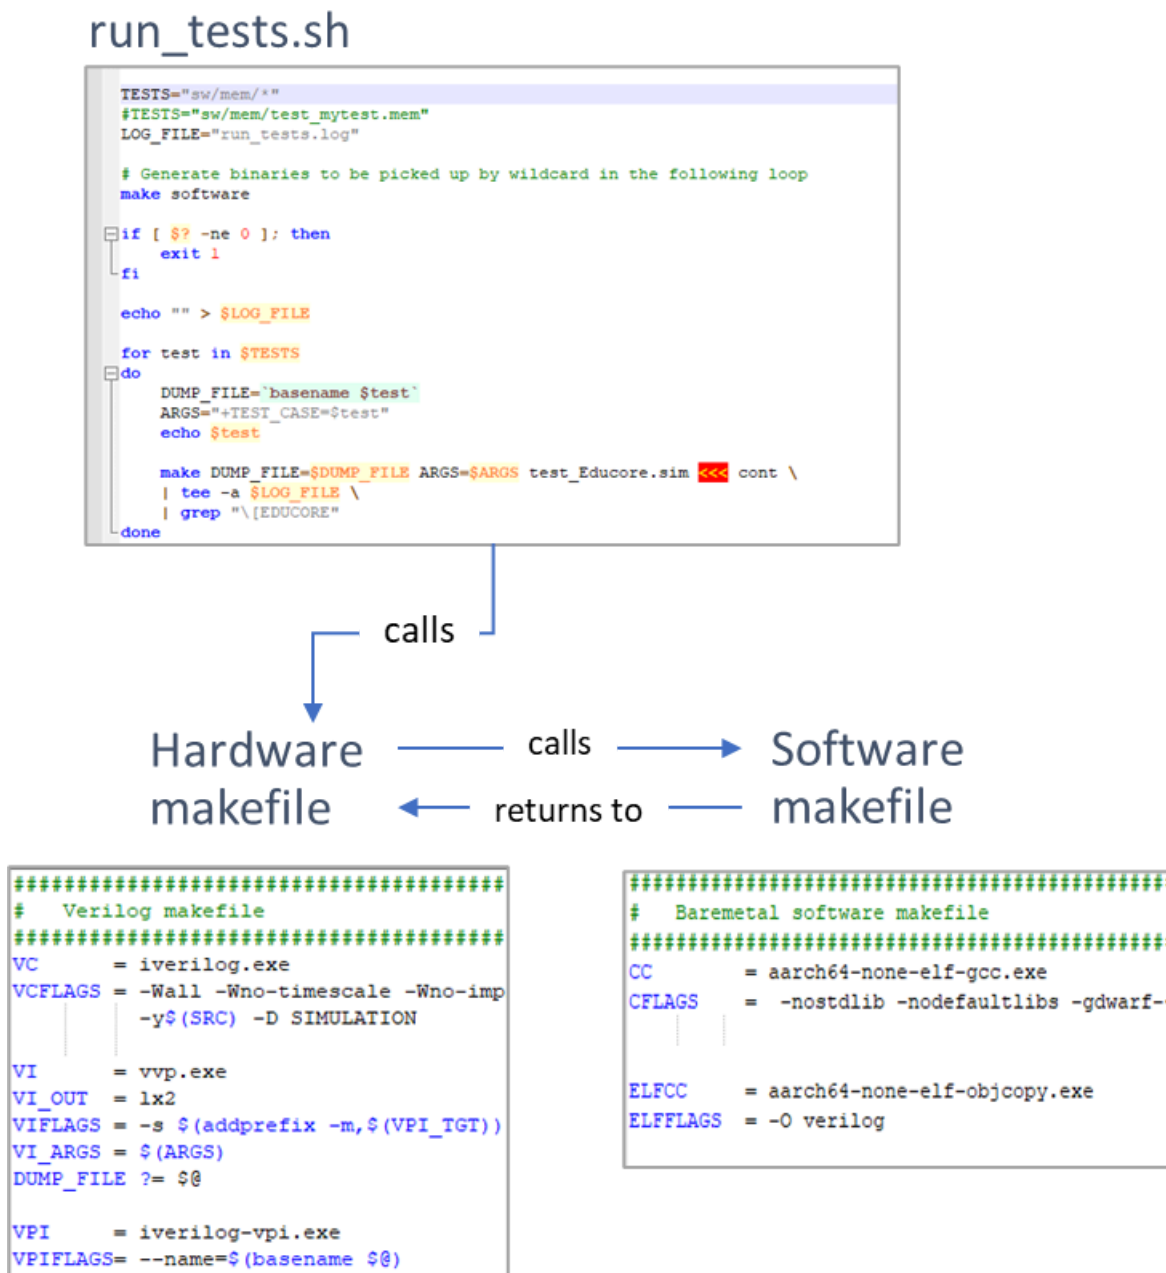 run_tests.sh
TESTS="sw/mem/*"
#TESTS="sw/mem/test_mytest.mem"
LOG_FILE="run_tests.log"
# Generate binaries to be picked up by wildcard in the following loop
make software
if [ $? -ne 0 ]; then
exit 1
fi
echo "" > $LOG_FILE
for test in $TESTS
do
DUMP_FILE=`basename $test`
ARGS="+TEST_CASE=$test"
echo $test
make DUMP_FILE=$DUMP_FILE ARGS=$ARGS test_Educore.sim <<< cont \
| tee -a $LOG_FILE \
| grep "\[EDUCORE"
done
calls
Hardware makefile
calls
returns to
Software makefile
########################################
# Verilog makefile
########################################
VC = iverilog.exe
VCFLAGS = -Wall -Wno-timescale -Wno-imp
-y$(SRC) -D SIMULATION
VI = vvp.exe
VI_OUT = lx2
VIFLAGS = -s $(addprefix -m,$(VPI_TGT))
VI_ARGS = $(ARGS)
DUMP_FILE ?= $@
VPI = iverilog-vpi.exe
VPIFLAGS= --name=$(basename $@)
##############################################
# Baremetal software makefile
##############################################
CC = aarch64-none-elf-gcc.exe
CFLAGS = -nostdlib -nodefaultlibs -gdwarf-
ELFCC = aarch64-none-elf-objcopy.exe
ELFFLAGS = -O verilog